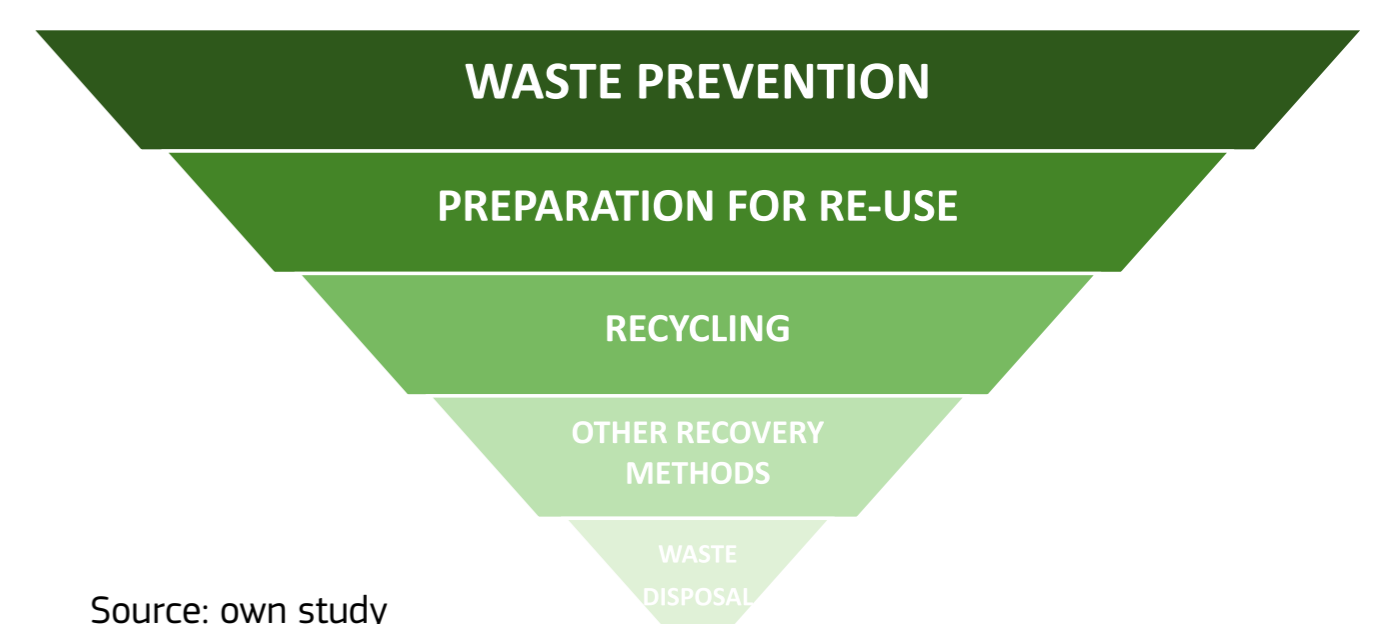 WASTE PREVENTION
PREPARATION FOR RE-USE
RECYCLING
OTHER RECOVERY
METHODS
WASTE
DISPOSAL
Source: own study